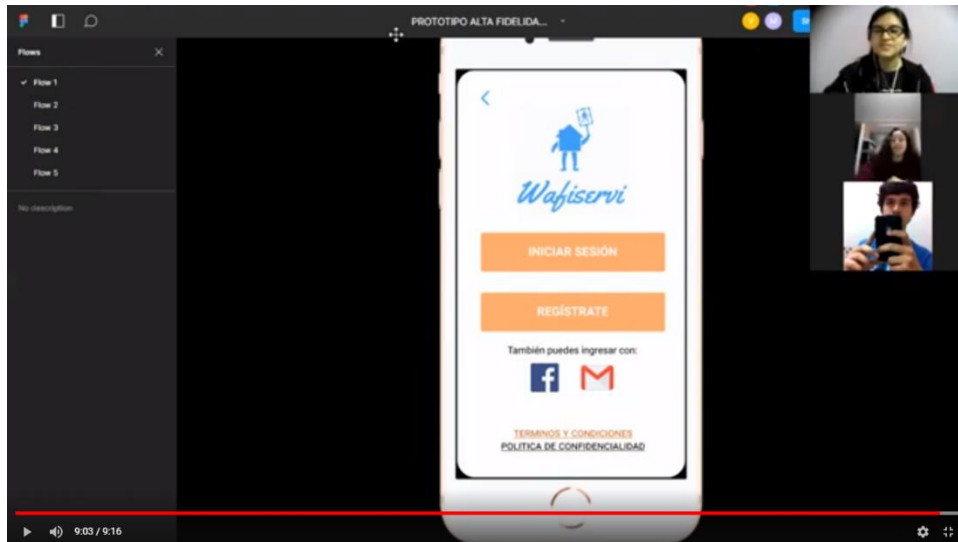 PROTOTIPO ALTA FIDELIDA...
Flows
Flow 1
Flow 2
Flow 3
Flow 4
Flow 5
No description
Wafiservi
INICIAR SESIÓN
REGÍSTRATE
También puedes ingresar con:
TERMINOS Y CONDICIONES
POLITICA DE CONFIDENCIALIDAD
9:03 / 9:16